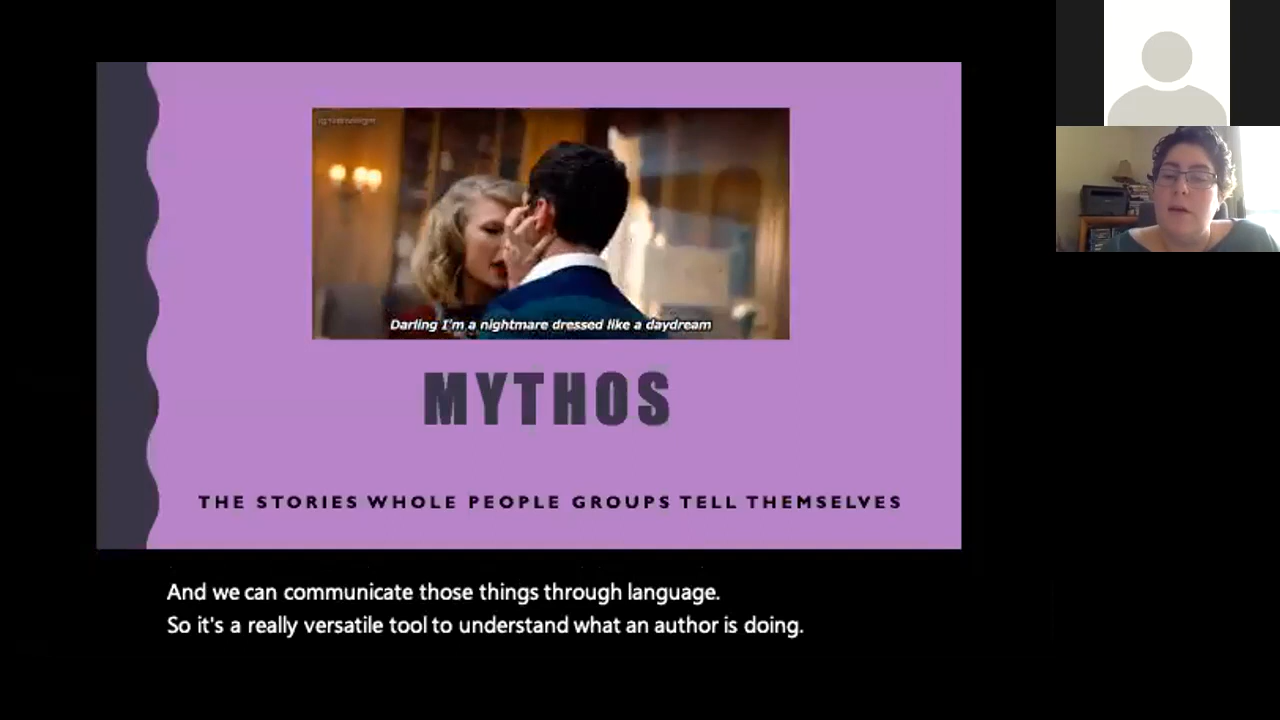 Darling I'm a nightmare dressed like a daydream
MYTHOS
THE STORIES WHOLE PEOPLE GROUPS TELL THEMSELVES
And we can communicate those things through language.
So it's a really versatile tool to understand what an author is doing.